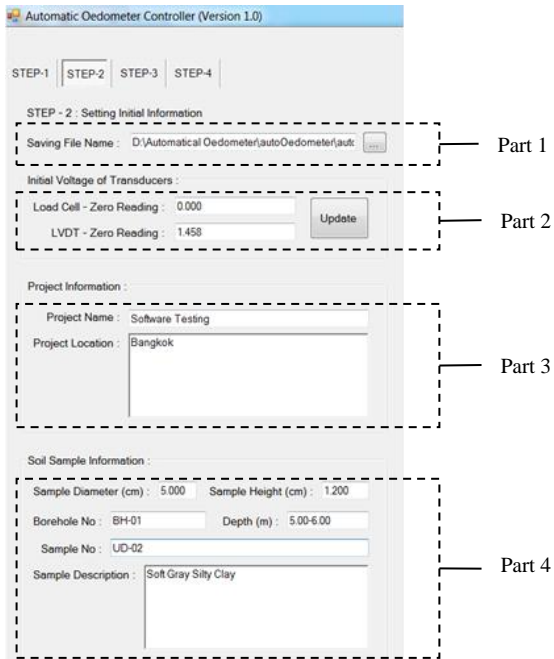 Automatic Oedometer Controller (Version 1.0)
STEP-1 STEP-2 STEP-3 STEP-4
STEP - 2 : Setting Initial Information
Saving File Name : D:\Automatical Oedometer\autoOedometer\autc ...
Part 1
Initial Voltage of Transducers :
Load Cell - Zero Reading : 0.000
Update
Part 2
LVDT - Zero Reading : 1.458
Project Information :
Project Name : Software Testing
Project Location : Bangkok
Part 3
Soil Sample Information :
Sample Diameter (cm) : 5.000 Sample Height (cm) : 1.200
Borehole No : BH-01 Depth (m) : 5.00-6.00
Sample No : UD-02
Part 4
Sample Description : Soft Gray Silty Clay